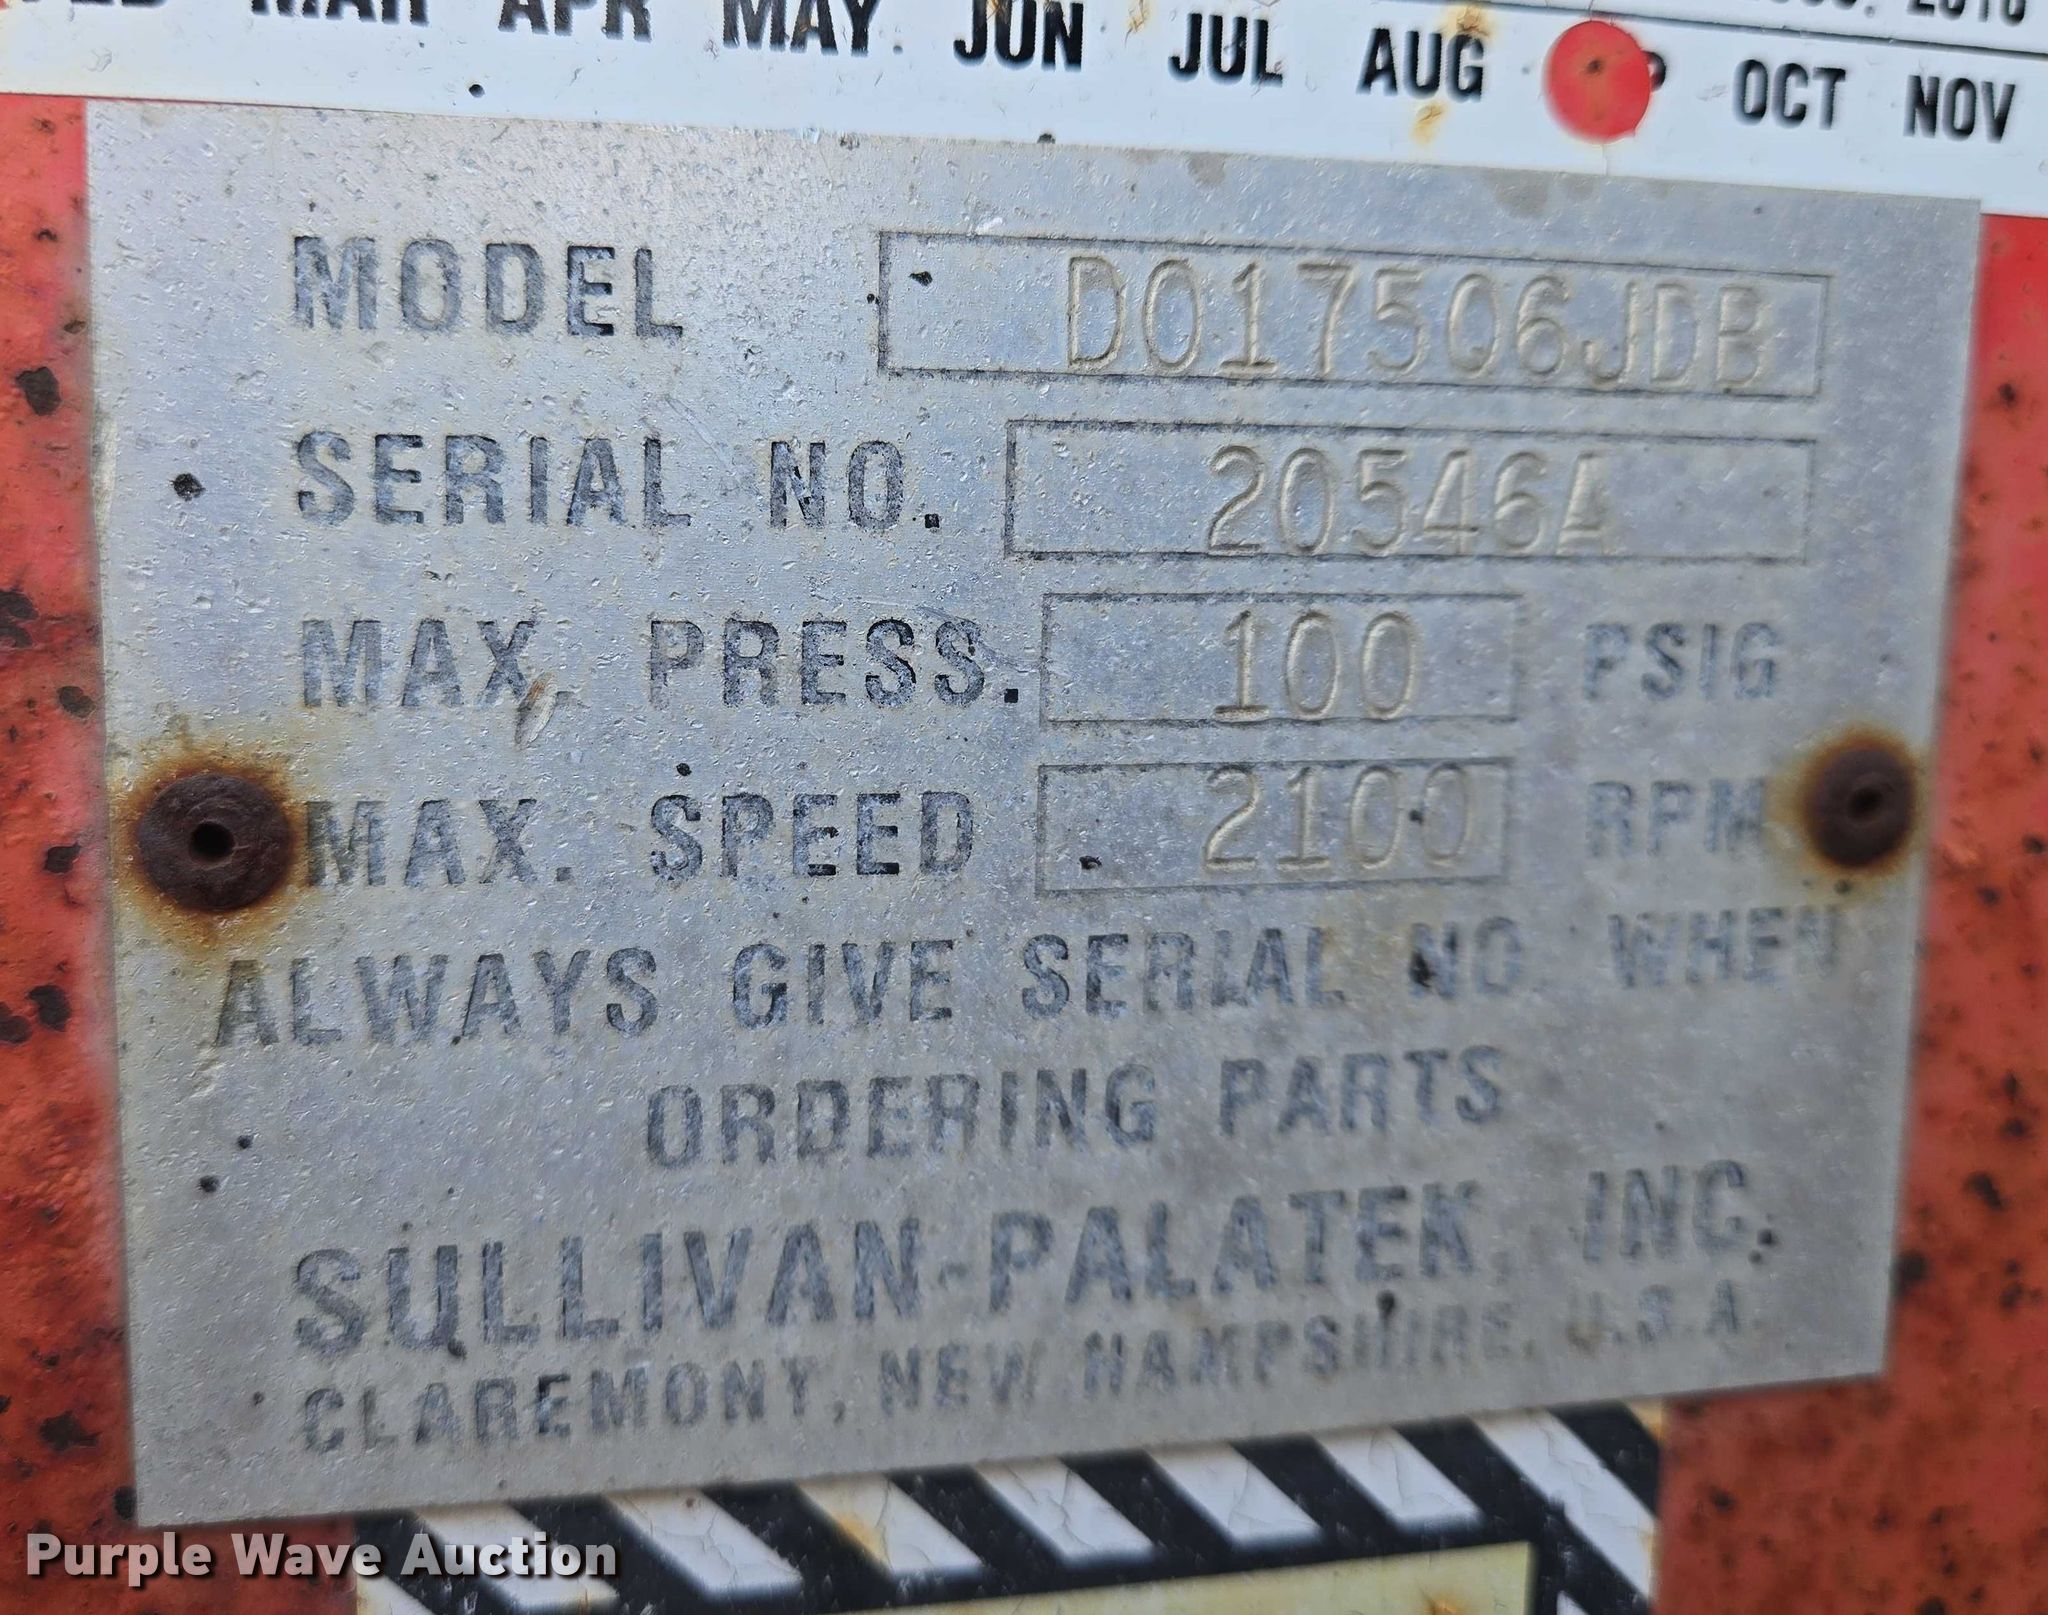 MAR APR MAY JUN JUL AUG OCT NOV
MODEL D0175Q6JDB
SERIAL NO. 20546A
MAX. PRESS. 100 PSIG
MAX. SPEED 2100 RPM
ALWAYS GIVE SERIAL NO. WHEN
ORDERING PARTS
SULLIVAN-PALATEK, INC.
CLAREMONT, NEW HAMPSHIRE, U.S.A.
Purple Wave Auction